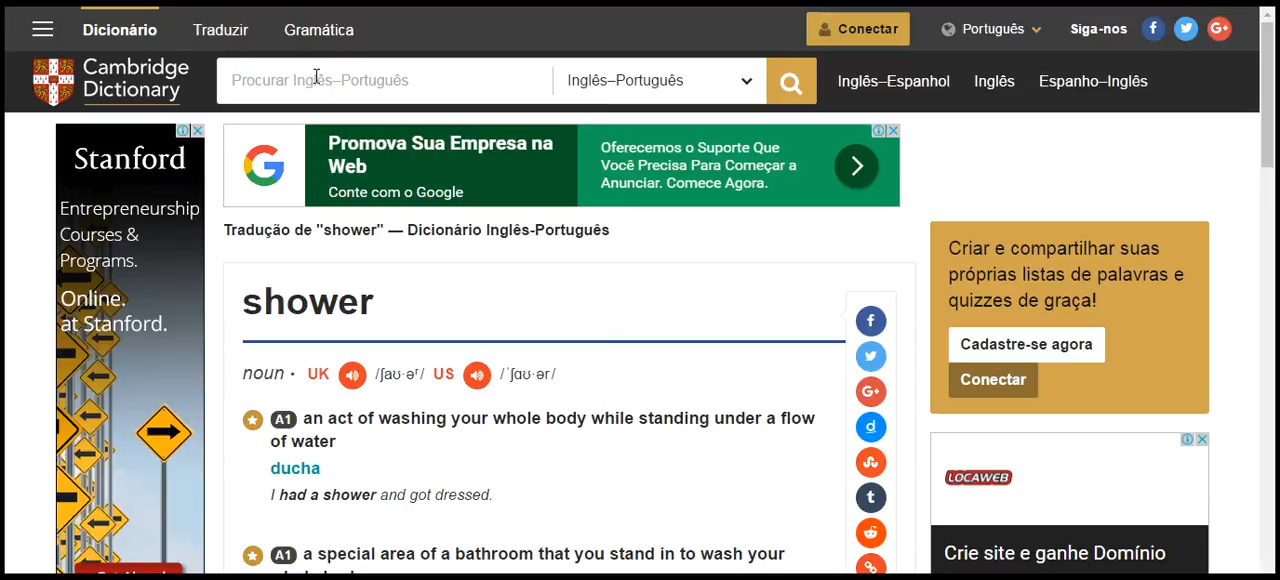 Dicionário Traduzir Gramática Conectar Português Siga-nos
Cambridge
Dictionary
Procurar Inglês–Português Inglês–Português Inglês–Espanhol Inglês Espanho–Inglês
Stanford
Entrepreneurship
Courses &
Programs.
Online.
at Stanford.
Promova Sua Empresa na
Web
Conte com o Google
Oferecemos o Suporte Que
Você Precisa Para Começar a
Anunciar. Comece Agora.
Tradução de "shower" — Dicionário Inglês-Português
shower
noun · UK /ʃaʊ·ər/ US /ˈʃɑʊ·ər/
A1 an act of washing your whole body while standing under a flow
of water
ducha
I had a shower and got dressed.
A1 a special area of a bathroom that you stand in to wash your
Criar e compartilhar suas
próprias listas de palavras e
quizzes de graça!
Cadastre-se agora
Conectar
LOCAWEB
Crie site e ganhe Domínio